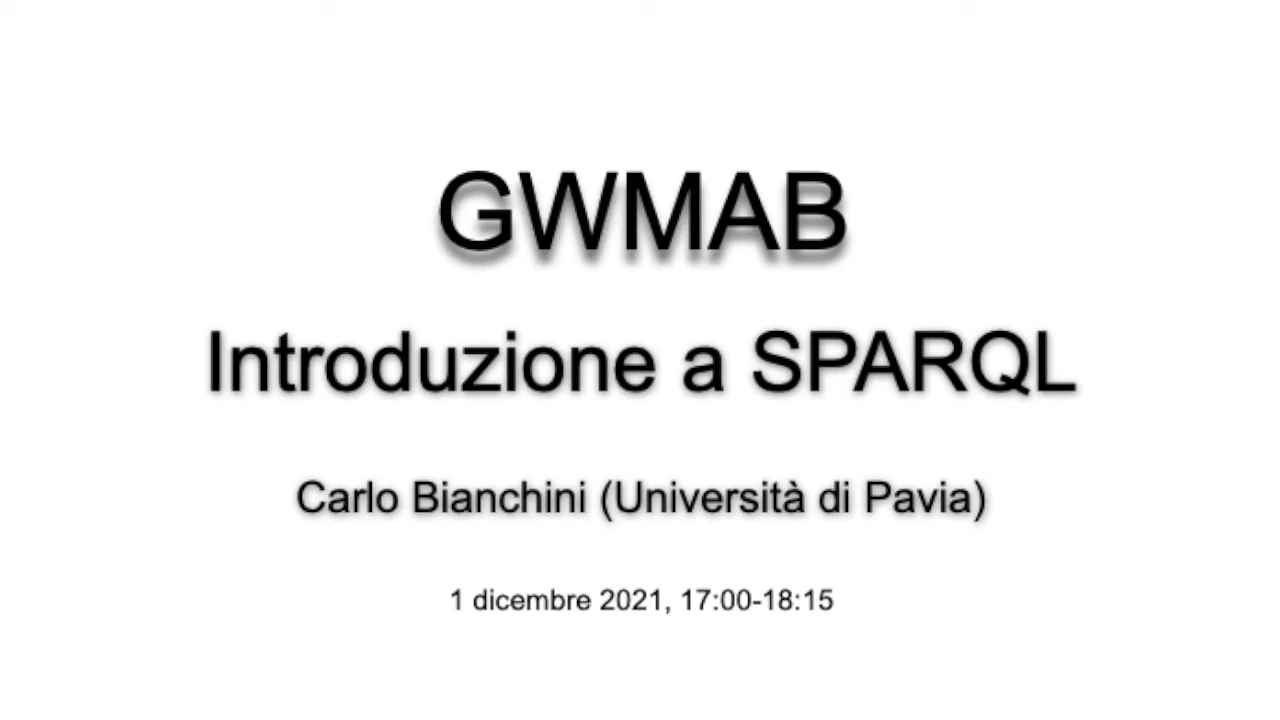 GWMAB
Introduzione a SPARQL
Carlo Bianchini (Università di Pavia)
1 dicembre 2021, 17:00-18:15